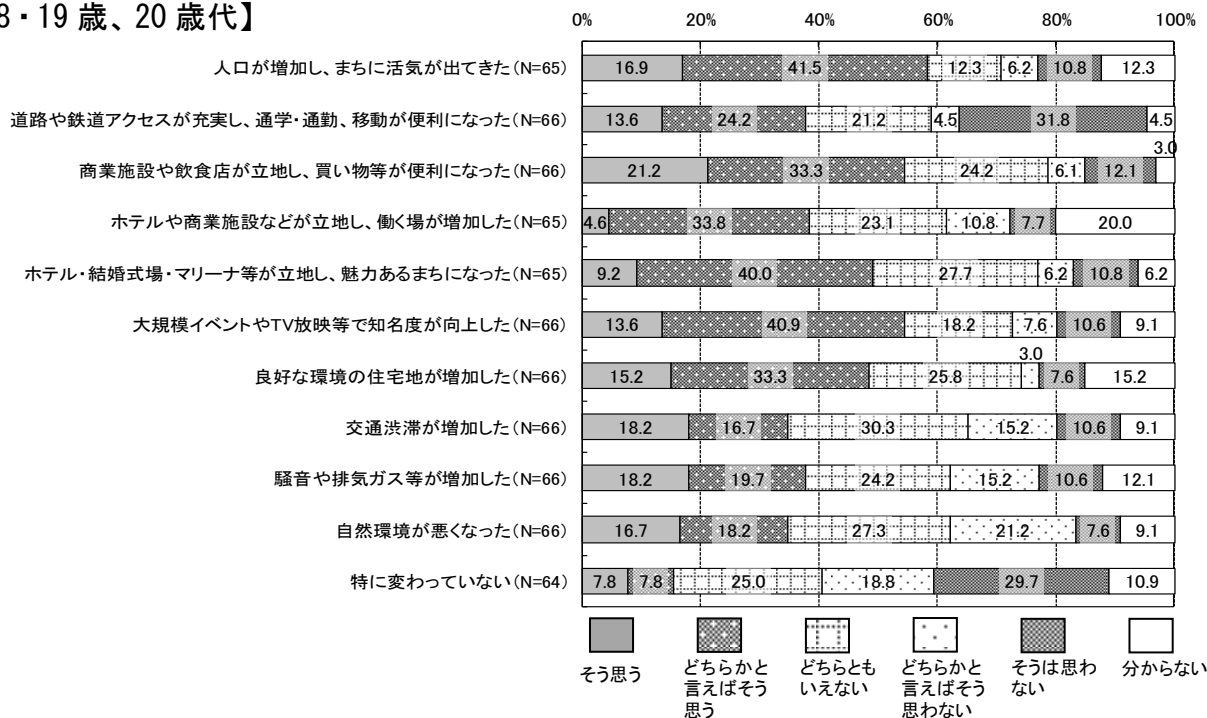 8・19 歳、20 歳代】
0% 20% 40% 60% 80% 100%
人口が増加し、まちに活気が出てきた(N=65) 16.9 41.5 12.3 6.2 10.8 12.3
道路や鉄道アクセスが充実し、通学・通勤、移動が便利になった(N=66) 13.6 24.2 21.2 4.5 31.8 4.5
商業施設や飲食店が立地し、買い物等が便利になった(N=66) 21.2 33.3 24.2 6.1 12.1 3.0
ホテルや商業施設などが立地し、働く場が増加した(N=65) 4.6 33.8 23.1 10.8 7.7 20.0
ホテル・結婚式場・マリーナ等が立地し、魅力あるまちになった(N=65) 9.2 40.0 27.7 6.2 10.8 6.2
大規模イベントやTV放映等で知名度が向上した(N=66) 13.6 40.9 18.2 7.6 10.6 9.1
良好な環境の住宅地が増加した(N=66) 15.2 33.3 25.8 3.0 7.6 15.2
交通渋滞が増加した(N=66) 18.2 16.7 30.3 15.2 10.6 9.1
騒音や排気ガス等が増加した(N=66) 18.2 19.7 24.2 15.2 10.6 12.1
自然環境が悪くなった(N=66) 16.7 18.2 27.3 21.2 7.6 9.1
特に変わっていない(N=64) 7.8 7.8 25.0 18.8 29.7 10.9
そう思う
どちらかと
言えばそう
思う
どちらとも
いえない
どちらかと
言えばそう
思わない
そうは思わ
ない
分からない